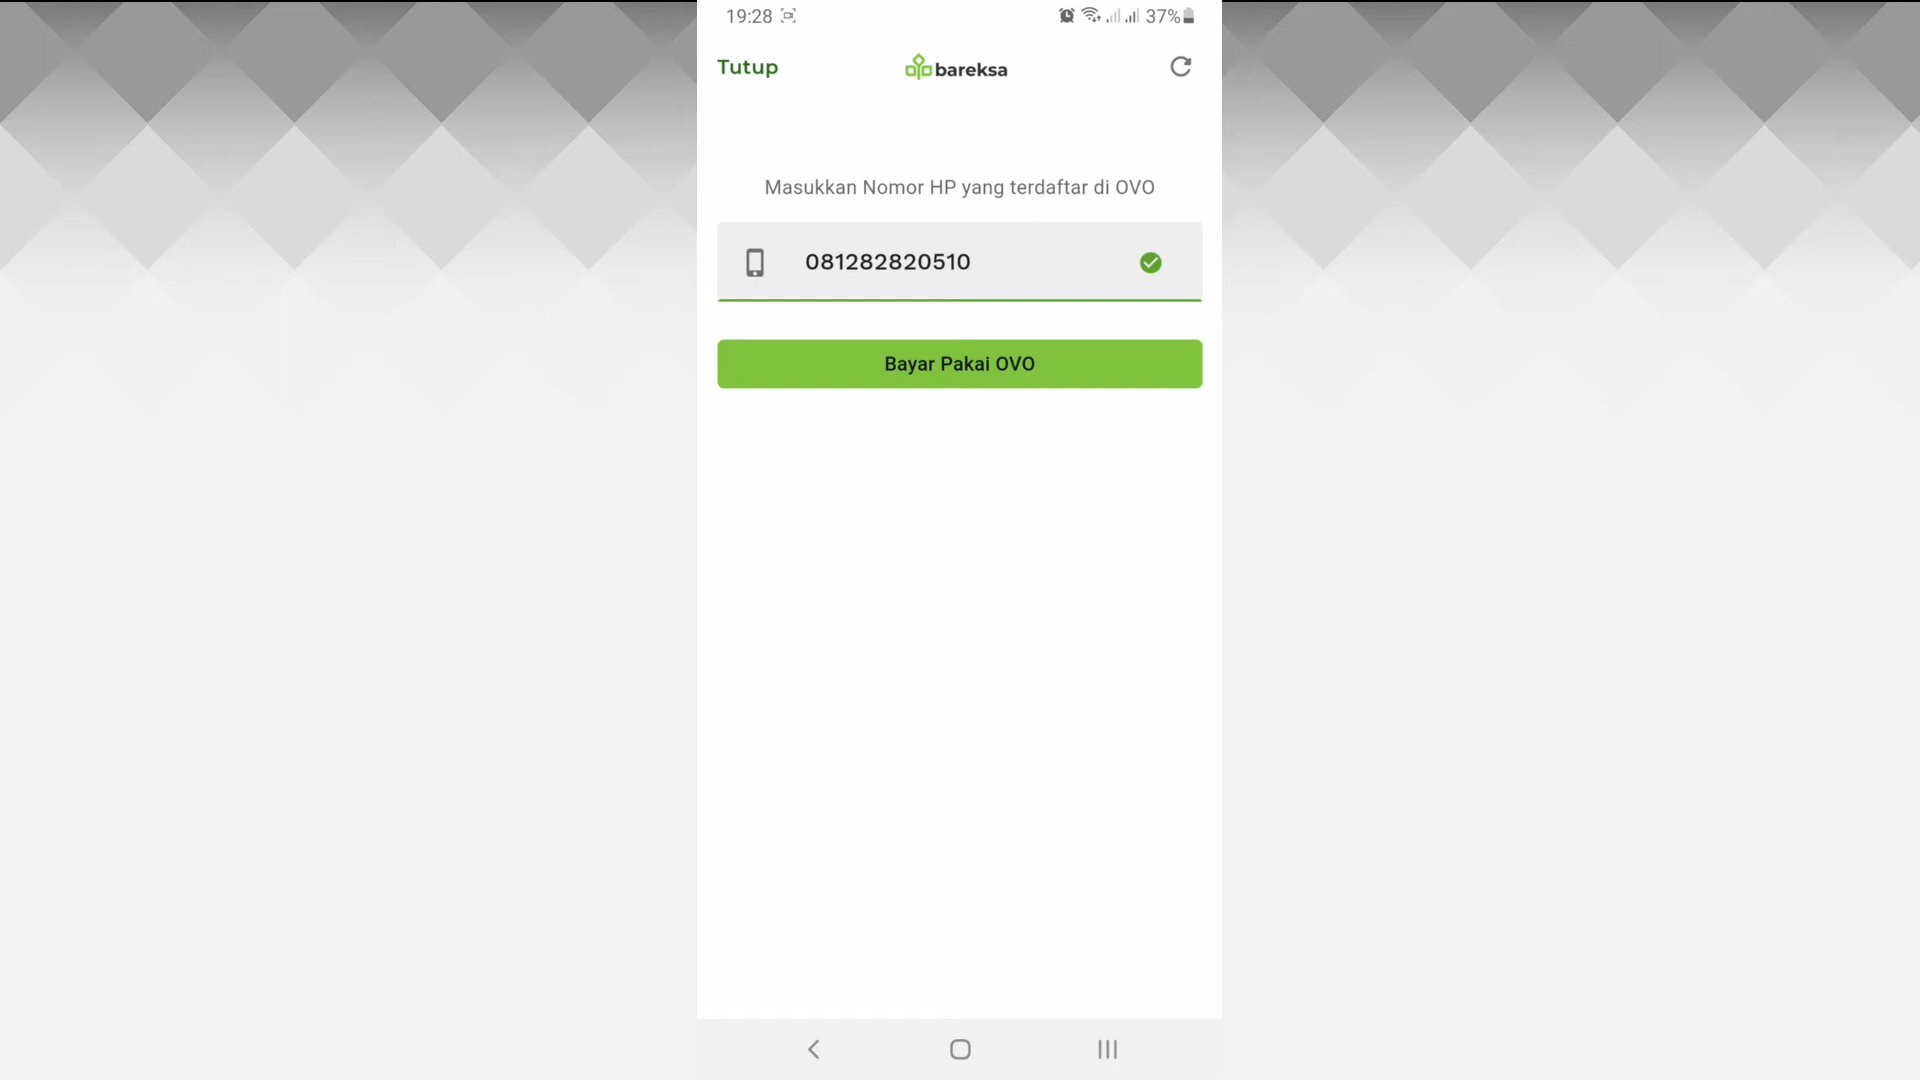 19:28 37%
Tutup bareksa
Masukkan Nomor HP yang terdaftar di OVO
081282820510
Bayar Pakai OVO